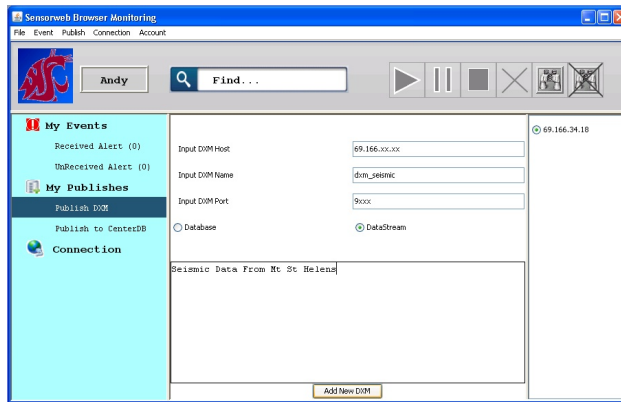 Sensorweb Browser Monitoring
File Event Publish Connection Account
Andy
Find...
My Events
Received Alert (0)
UnReceived Alert (0)
My Publishes
Publish DXM
Publish to CenterDB
Connection
Input DXM Host 69.166.xx.xx
Input DXM Name dxm_seismic
Input DXM Port 9xxx
Database DataStream
Seismic Data From Mt St Helens
Add New DXM
69.166.34.18